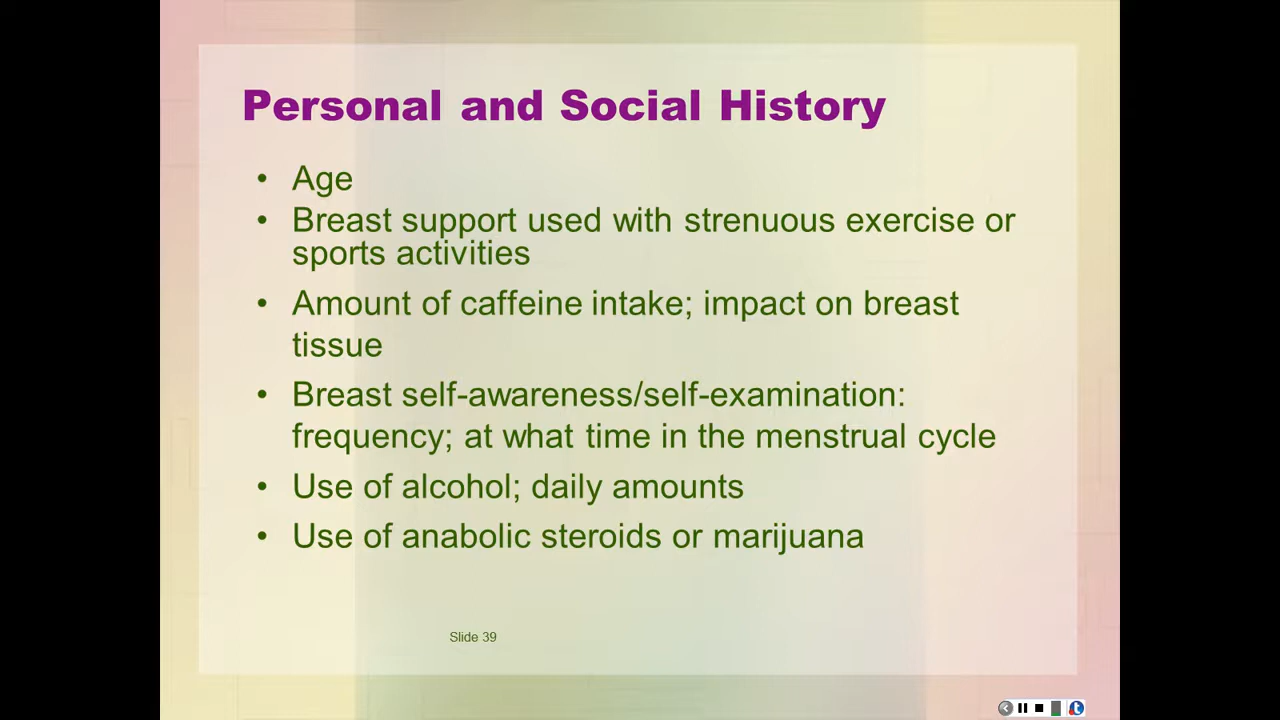 Personal and Social History
• Age
• Breast support used with strenuous exercise or
sports activities
• Amount of caffeine intake; impact on breast
tissue
• Breast self-awareness/self-examination:
frequency; at what time in the menstrual cycle
• Use of alcohol; daily amounts
• Use of anabolic steroids or marijuana
Slide 39